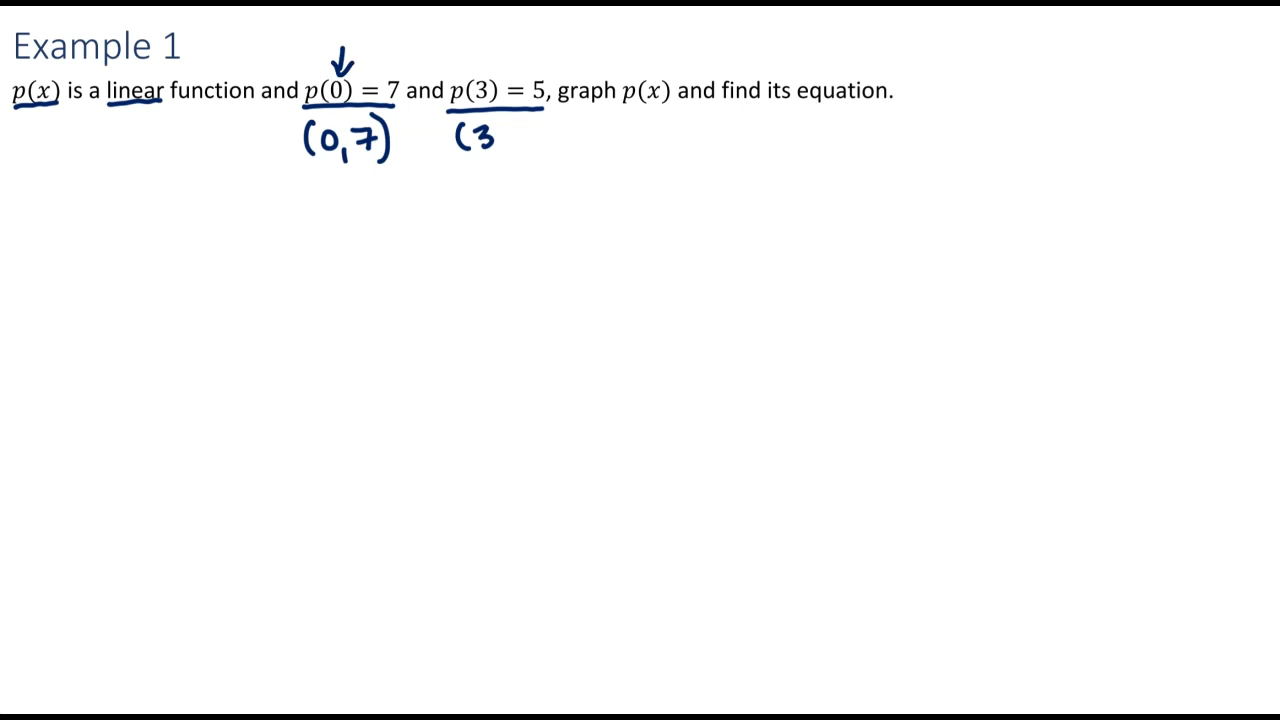 Example 1
p(x) is a linear function and p(0) = 7 and p(3) = 5, graph p(x) and find its equation.
(0,7) (3